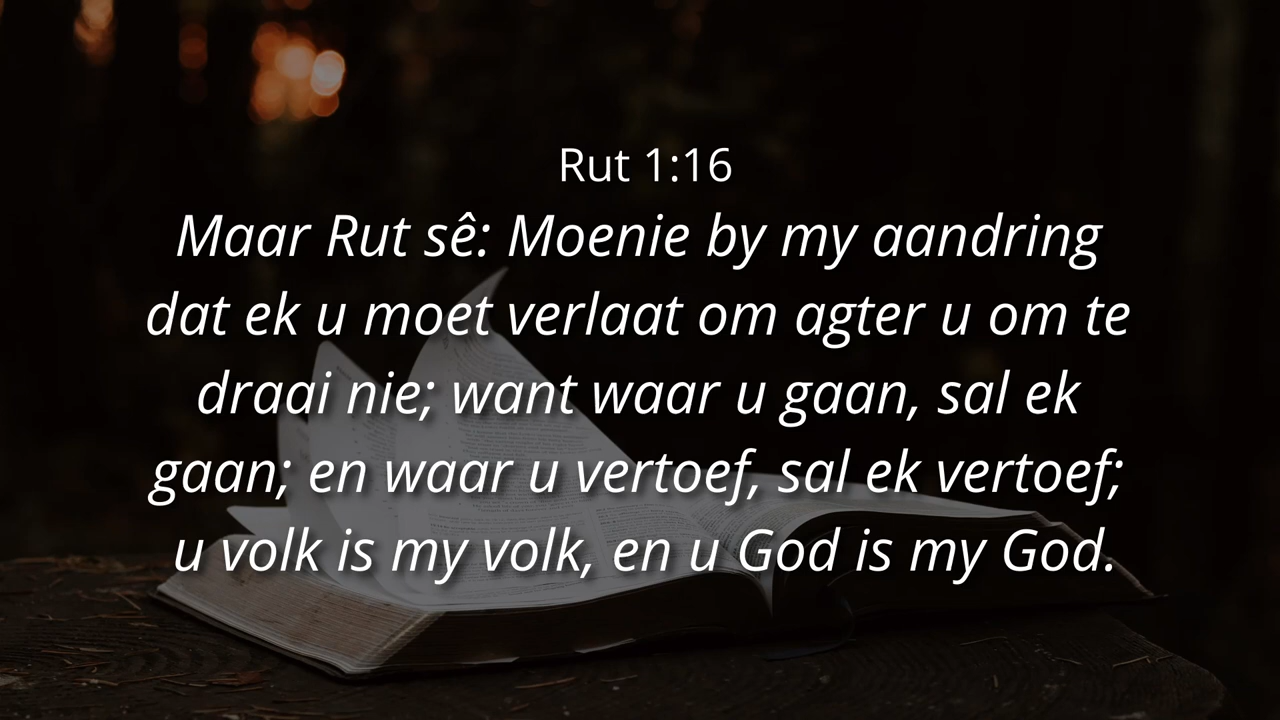 Rut 1:16
Maar Rut sê: Moenie by my aandring
dat ek u moet verlaat om agter u om te
draai nie; want waar u gaan, sal ek
gaan; en waar u vertoef, sal ek vertoef;
u volk is my volk, en u God is my God.